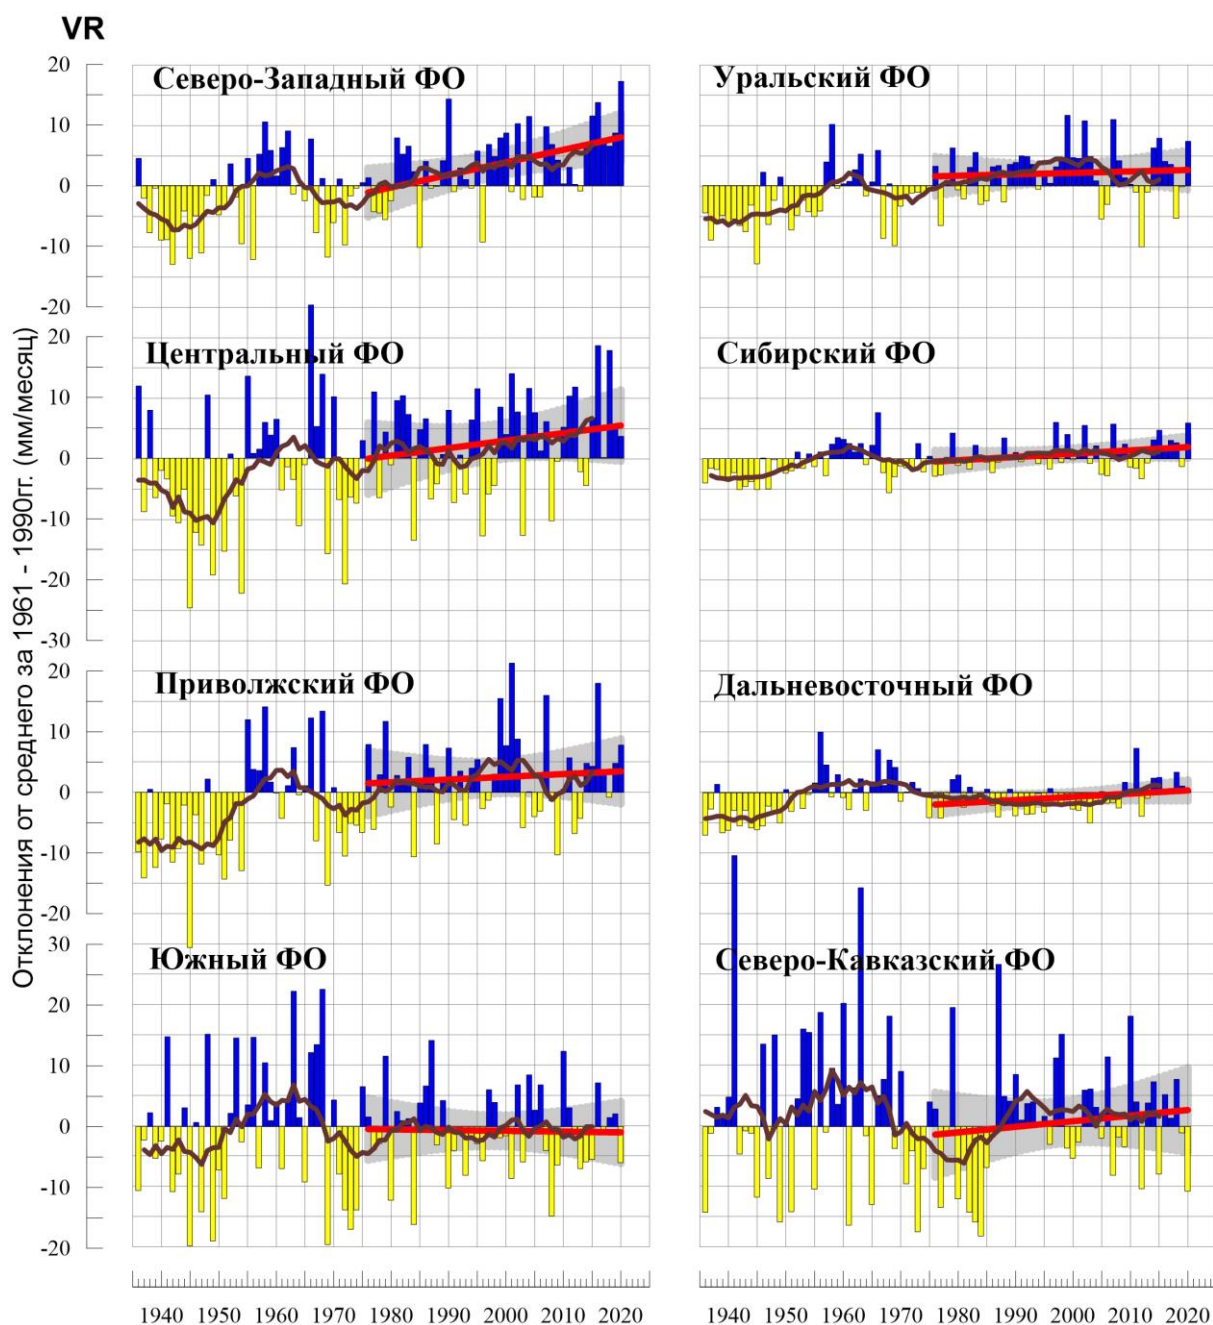 VR
Отклонения от среднего за 1961 - 1990гг. (мм/месяц)
20
10
0
-10
-20
20
10
0
-10
-20
-30
20
10
0
-10
-20
30
20
10
0
-10
-20
Северо-Западный ФО
Уральский ФО
Центральный ФО
Сибирский ФО
Приволжский ФО
Дальневосточный ФО
Южный ФО
Северо-Кавказский ФО
1940 1950 1960 1970 1980 1990 2000 2010 2020
1940 1950 1960 1970 1980 1990 2000 2010 2020